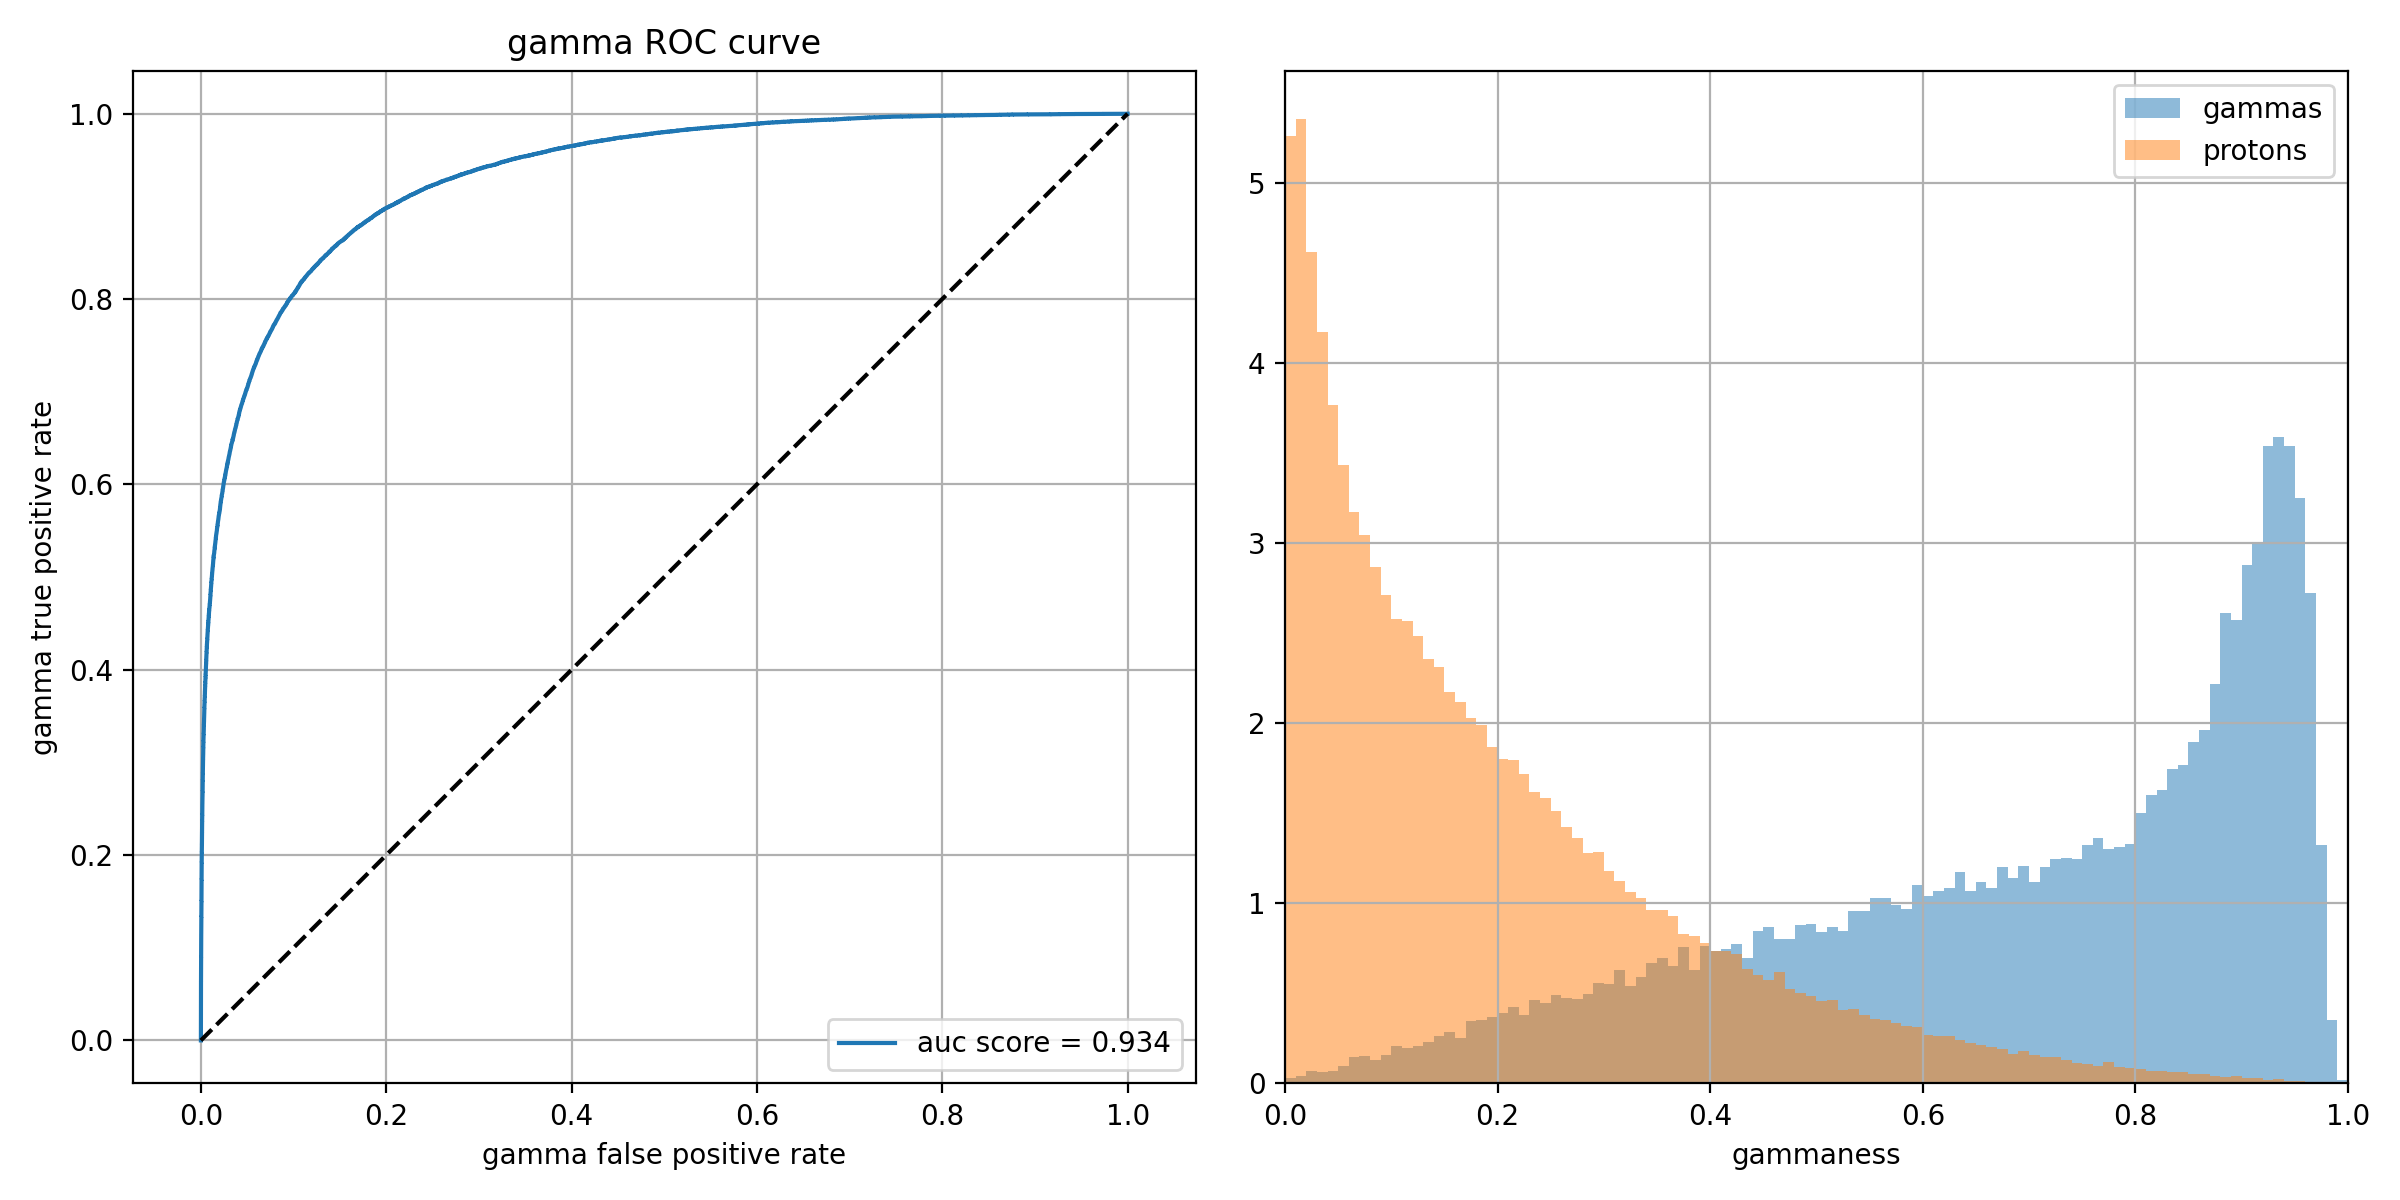 gamma ROC curve
gamma true positive rate
1.0
0.8
0.6
0.4
0.2
0.0
0.0 0.2 0.4 0.6 0.8 1.0
gamma false positive rate
auc score = 0.934
gammas
protons
5
4
3
2
1
0
0.0 0.2 0.4 0.6 0.8 1.0
gammaness